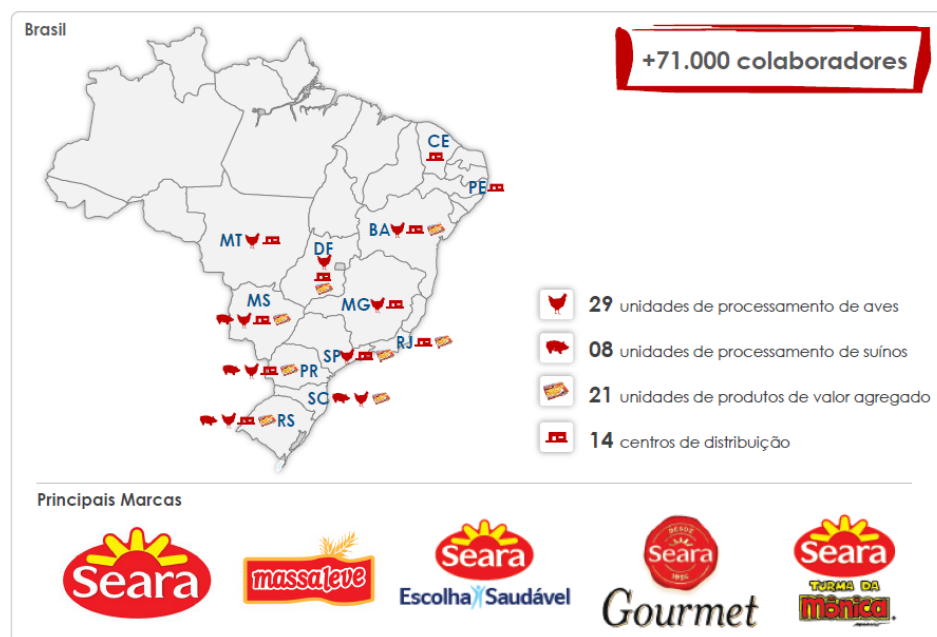 Brasil
+71.000 colaboradores
CE
PE
BA
MT
DF
MS
MG
RJ
SP
PR
SC
RS
29 unidades de processamento de aves
08 unidades de processamento de suínos
21 unidades de produtos de valor agregado
14 centros de distribuição
Principais Marcas
Seara
massaleve
Seara
Escolha Saudável
DESDE
Seara
1956
Gourmet
Seara
TURMA DA
Mônica